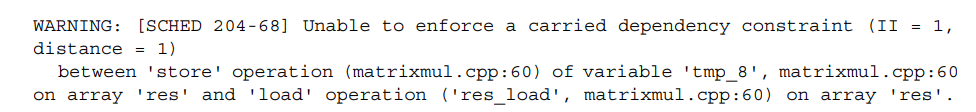 WARNING: [SCHED 204-68] Unable to enforce a carried dependency constraint (II = 1,
distance = 1)
between 'store' operation (matrixmul.cpp:60) of variable 'tmp_8', matrixmul.cpp:60
on array 'res' and 'load' operation ('res_load', matrixmul.cpp:60) on array 'res'.